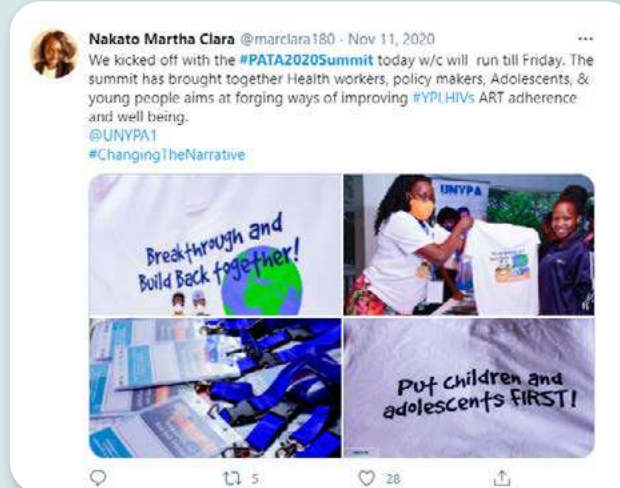 Nakato Martha Clara @marclara180 · Nov 11, 2020
We kicked off with the #PATA2020Summit today w/c will run till Friday. The
summit has brought together Health workers, policy makers, Adolescents, &
young people aims at forging ways of improving #YPLHIVs ART adherence
and well being.
@UNYPA1
#ChangingTheNarrative
Breakthrough and
Build Back together!
UNYPA
Put children and
adolescents FIRST!
5
28